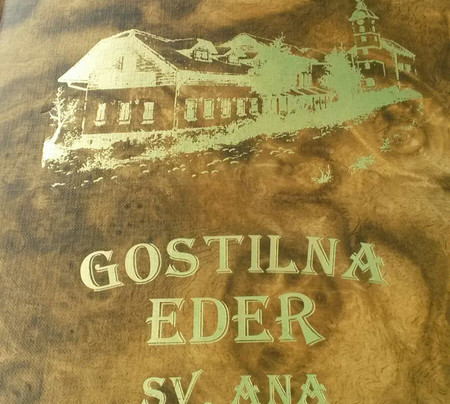 GOSTILNA
EDER
SV. ANA